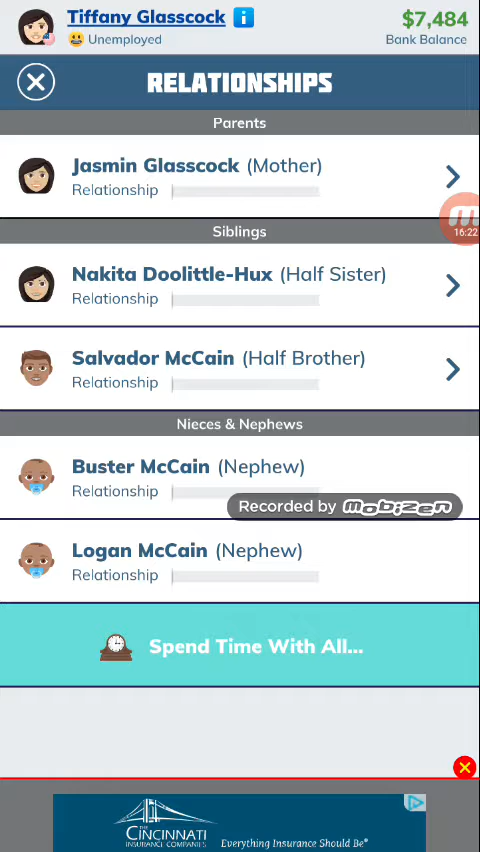 Tiffany Glasscock i $7,484
Unemployed Bank Balance
RELATIONSHIPS
Parents
Jasmin Glasscock (Mother)
Relationship
16:22
Siblings
Nakita Doolittle-Hux (Half Sister)
Relationship
Salvador McCain (Half Brother)
Relationship
Nieces & Nephews
Buster McCain (Nephew)
Relationship
Recorded by mobizen
Logan McCain (Nephew)
Relationship
Spend Time With All...
THE
CINCINNATI
INSURANCE COMPANIES
Everything Insurance Should Be®